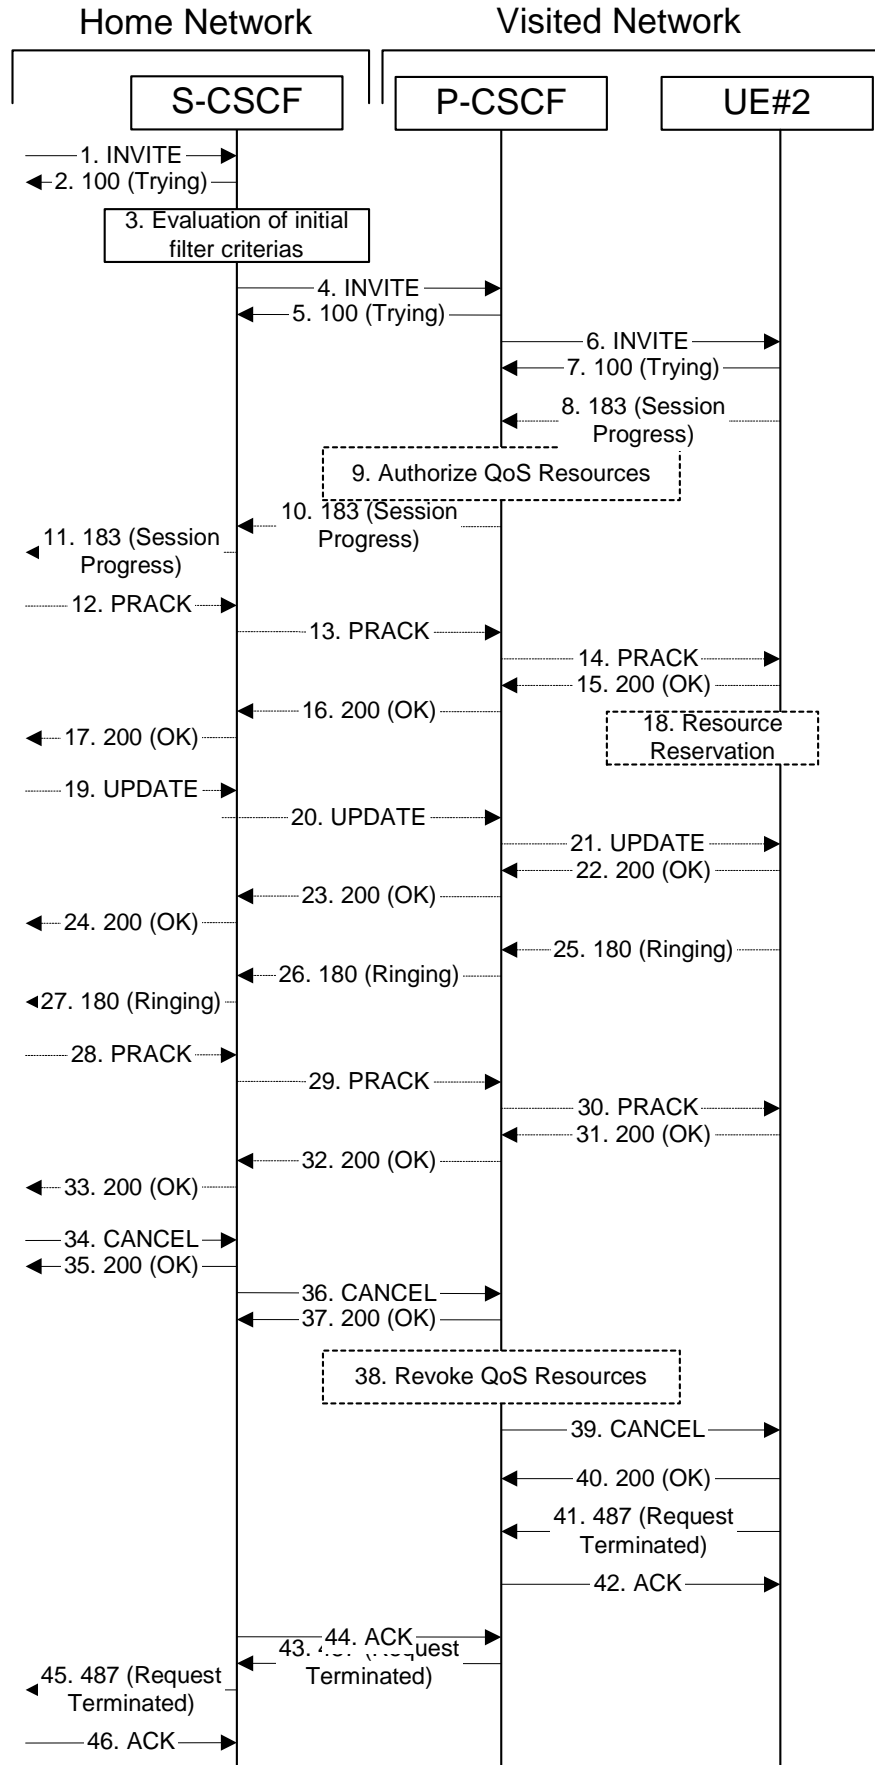 Home Network
Visited Network
S-CSCF
P-CSCF
UE#2
1. INVITE
2. 100 (Trying)
3. Evaluation of initial
filter criterias
4. INVITE
5. 100 (Trying)
6. INVITE
7. 100 (Trying)
8. 183 (Session
Progress)
9. Authorize QoS Resources
10. 183 (Session
Progress)
11. 183 (Session
Progress)
12. PRACK
13. PRACK
14. PRACK
15. 200 (OK)
16. 200 (OK)
17. 200 (OK)
18. Resource
Reservation
19. UPDATE
20. UPDATE
21. UPDATE
22. 200 (OK)
23. 200 (OK)
24. 200 (OK)
25. 180 (Ringing)
26. 180 (Ringing)
27. 180 (Ringing)
28. PRACK
29. PRACK
30. PRACK
31. 200 (OK)
32. 200 (OK)
33. 200 (OK)
34. CANCEL
35. 200 (OK)
36. CANCEL
37. 200 (OK)
38. Revoke QoS Resources
39. CANCEL
40. 200 (OK)
41. 487 (Request
Terminated)
42. ACK
44. ACK
43. 487 (Request
Terminated)
45. 487 (Request
Terminated)
46. ACK